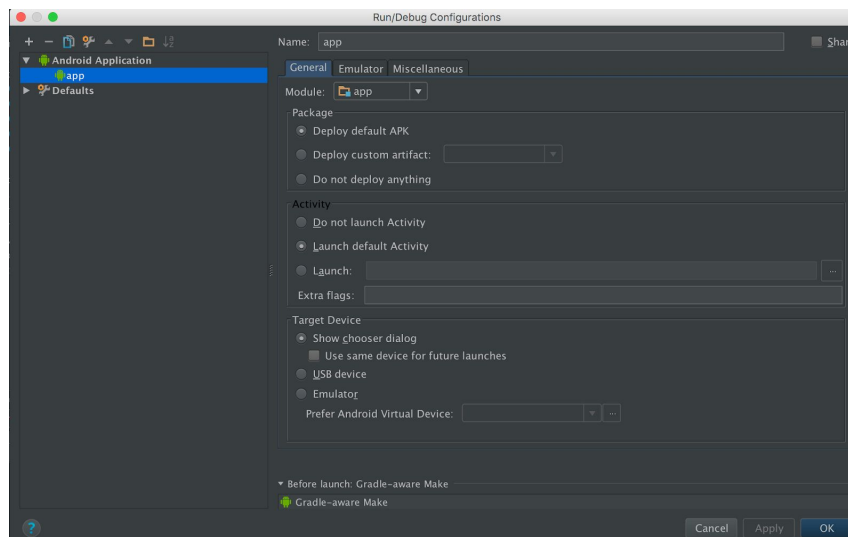 Run/Debug Configurations
Name: app
Shar
Android Application
app
Defaults
General Emulator Miscellaneous
Module: app
Package
Deploy default APK
Deploy custom artifact:
Do not deploy anything
Activity
Do not launch Activity
Launch default Activity
Launch:
...
Extra flags:
Target Device
Show chooser dialog
Use same device for future launches
USB device
Emulator
Prefer Android Virtual Device:
...
Before launch: Gradle-aware Make
Gradle-aware Make
?
Cancel Apply OK